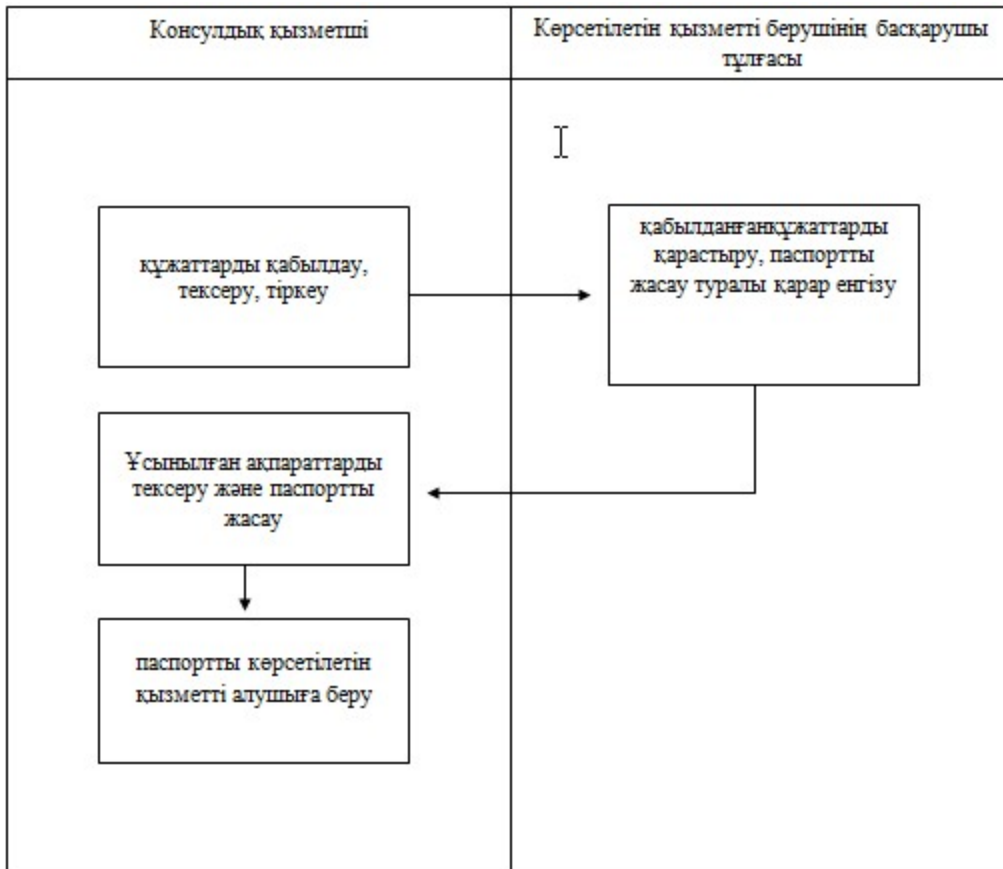 Консулдық қызметші
Көрсетілетін қызметті берушінің басқарушы
тұлғасы
құжаттарды қабылдау,
тексеру, тіркеу
қабылданғанқұжаттарды
қарастыру, паспортты
жасау туралы қарар енгізу
Ұсынылған ақпараттарды
тексеру және паспортты
жасау
паспортты көрсетілетін
қызметті алушыға беру